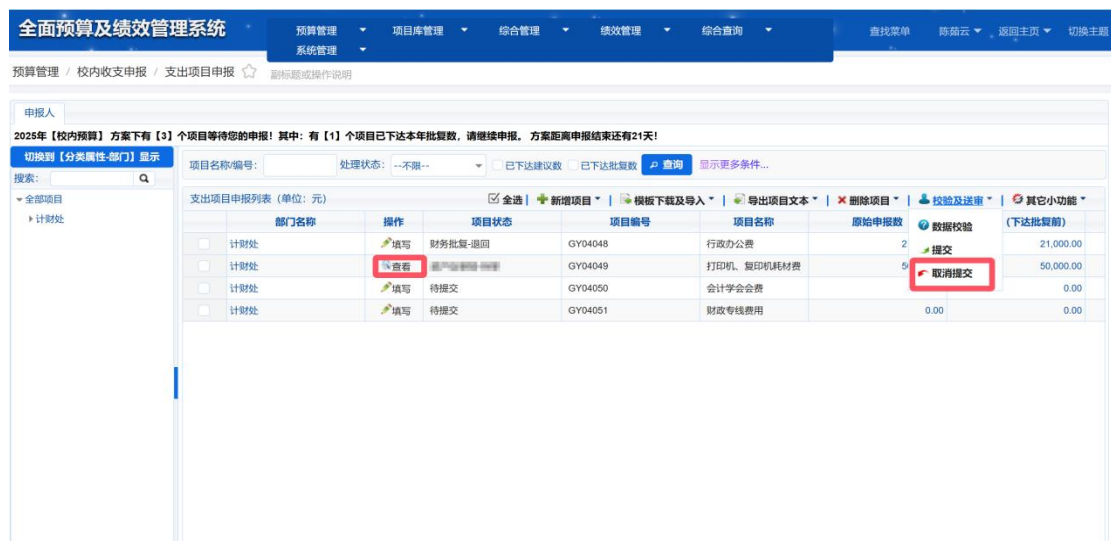 全面预算及绩效管理系统
预算管理 项目库管理 综合管理 绩效管理 综合查询
系统管理
查找菜单 陈茹云 返回主页 切换主题
预算管理 / 校内收支申报 / 支出项目申报 副标题或操作说明
申报人
2025年【校内预算】 方案下有【3】个项目等待您的申报! 其中: 有【1】个项目已下达本年批复数, 请继续申报。 方案距离申报结束还有21天!
切换到【分类属性-部门】显示
搜索:
全部项目
计财处
项目名称/编号: 处理状态: --不限-- 已下达建议数 已下达批复数 查询 显示更多条件...
支出项目申报列表 (单位: 元) 全选 | 新增项目 | 模板下载及导入 | 导出项目文本 | 删除项目 | 校验及送审 | 其它小功能
部门名称 操作 项目状态 项目编号 项目名称 原始申报数 (下达批复前)
数据校验
提交
取消提交
计财处 填写 财务批复-退回 GY04048 行政办公费 2 21,000.00
计财处 查看 GY04049 打印机、复印机耗材费 50,000.00
计财处 填写 待提交 GY04050 会计学会会费 0.00
计财处 填写 待提交 GY04051 财政专线费用 0.00 0.00